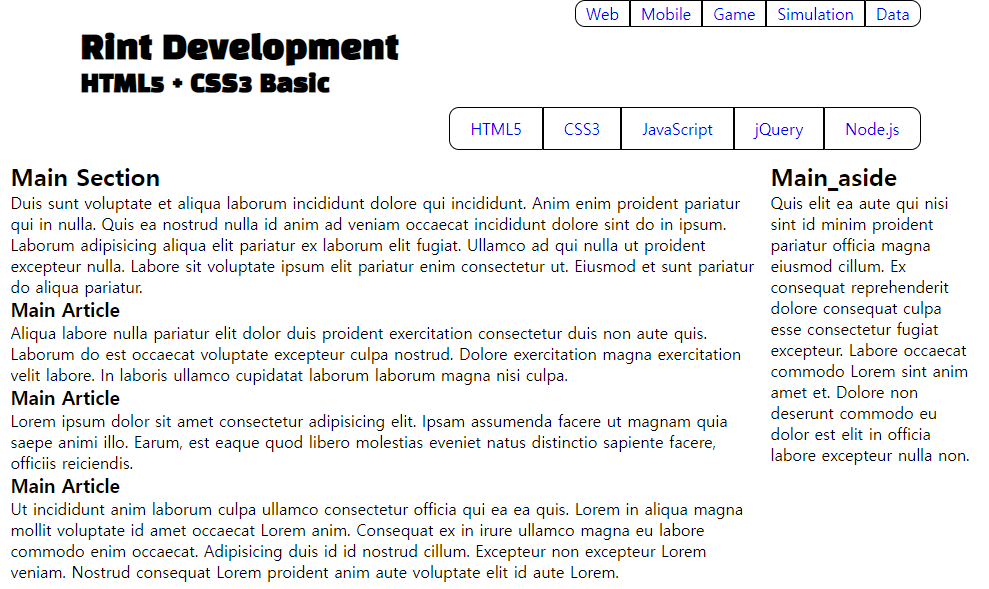 Web Mobile Game Simulation Data
Rint Development
HTML5 + CSS3 Basic
HTML5 CSS3 JavaScript jQuery Node.js
Main Section
Duis sunt voluptate et aliqua laborum incididunt dolore qui incididunt. Anim enim proident pariatur
qui in nulla. Quis ea nostrud nulla id anim ad veniam occaecat incididunt dolore sint do in ipsum.
Laborum adipisicing aliqua elit pariatur ex laborum elit fugiat. Ullamco ad qui nulla ut proident
excepteur nulla. Labore sit voluptate ipsum elit pariatur enim consectetur ut. Eiusmod et sunt pariatur
do aliqua pariatur.
Main Article
Aliqua labore nulla pariatur elit dolor duis proident exercitation consectetur duis non aute quis.
Laborum do est occaecat voluptate excepteur culpa nostrud. Dolore exercitation magna exercitation
velit labore. In laboris ullamco cupidatat laborum laborum magna nisi culpa.
Main Article
Lorem ipsum dolor sit amet consectetur adipisicing elit. Ipsam assumenda facere ut magnam quia
saepe animi illo. Earum, est eaque quod libero molestias eveniet natus distinctio sapiente facere,
officiis reiciendis.
Main Article
Ut incididunt anim laborum culpa ullamco consectetur officia qui ea ea quis. Lorem in aliqua magna
mollit voluptate id amet occaecat Lorem anim. Consequat ex in irure ullamco magna eu labore
commodo enim occaecat. Adipisicing duis id id nostrud cillum. Excepteur non excepteur Lorem
veniam. Nostrud consequat Lorem proident anim aute voluptate elit id aute Lorem.
Main_aside
Quis elit ea aute qui nisi
sint id minim proident
pariatur officia magna
eiusmod cillum. Ex
consequat reprehenderit
dolore consequat culpa
esse consectetur fugiat
excepteur. Labore occaecat
commodo Lorem sint anim
amet et. Dolore non
deserunt commodo eu
dolor est elit in officia
labore excepteur nulla non.